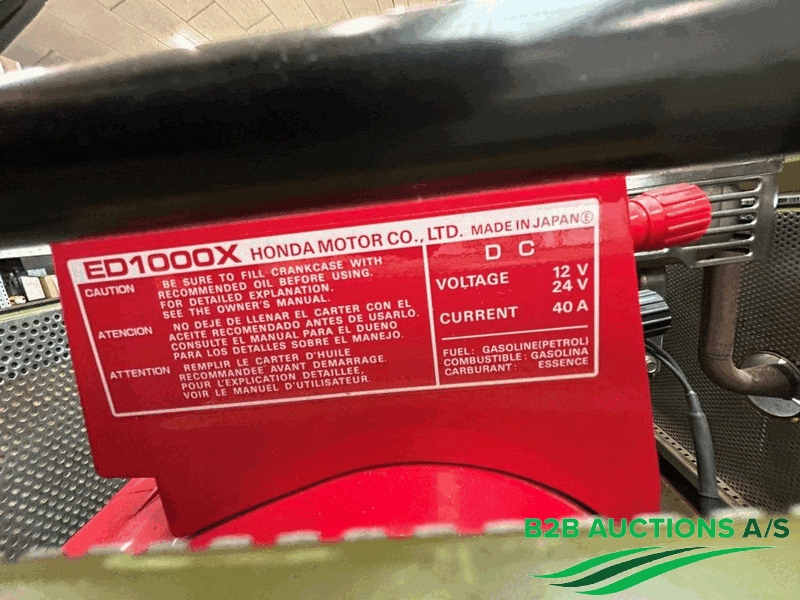 ED1000X HONDA MOTOR CO., LTD. MADE IN JAPAN Ⓔ
CAUTION BE SURE TO FILL CRANKCASE WITH
RECOMMENDED OIL BEFORE USING.
FOR DETAILED EXPLANATION.
SEE THE OWNER'S MANUAL.
ATENCION NO DEJE DE LLENAR EL CARTER CON EL
ACEITE RECOMENDADO ANTES DE USARLO.
CONSULTE EL MANUAL PARA EL DUENO
PARA LOS DETALLES SOBRE EL MANEJO.
ATTENTION REMPLIR LE CARTER D'HUILE
RECOMMANDEE AVANT DEMARRAGE.
POUR L'EXPLICATION DETAILLEE,
VOIR LE MANUEL D'UTILISATEUR.
D C
VOLTAGE 12 V
24 V
CURRENT 40 A
FUEL: GASOLINE(PETROL)
COMBUSTIBLE: GASOLINA
CARBURANT: ESSENCE
B2B AUCTIONS A/S